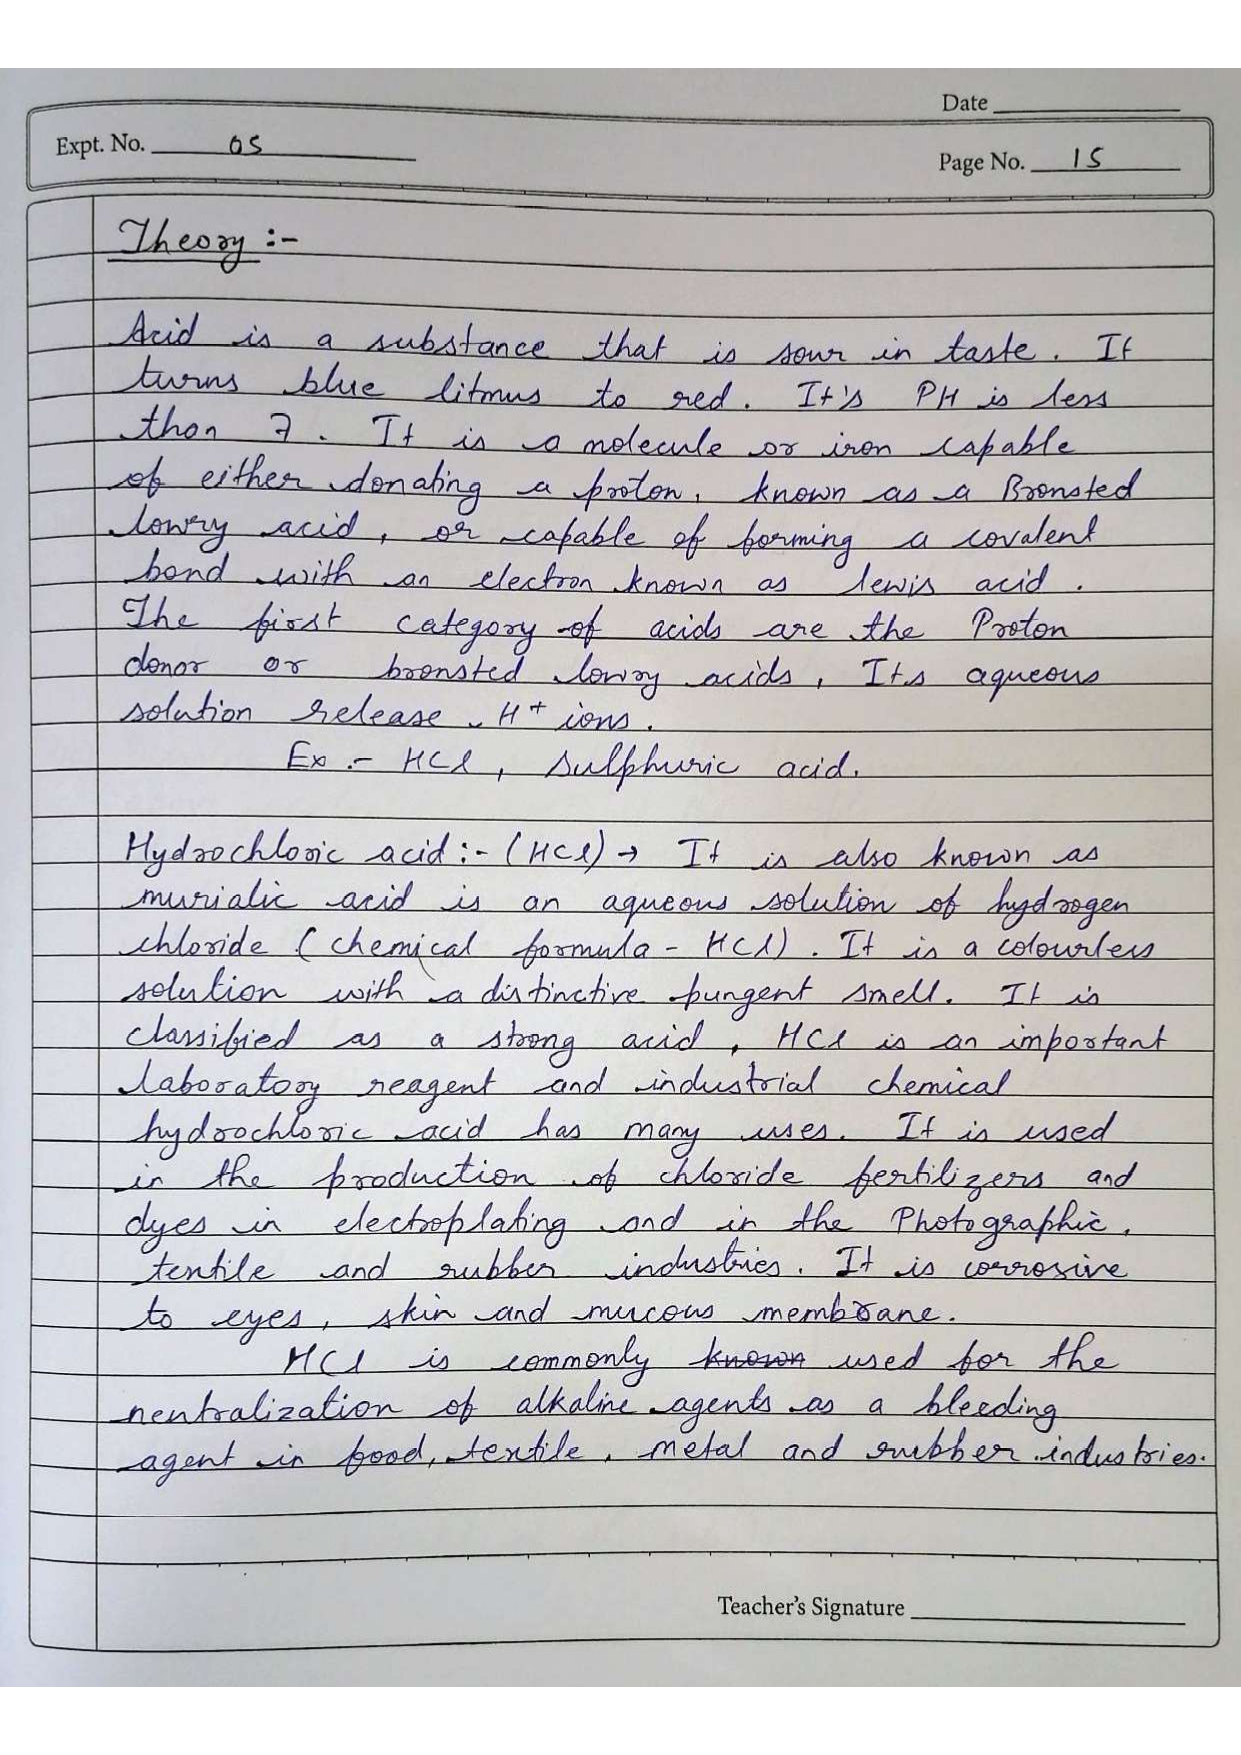 Date
Expt. No. 05
Page No. 15
Theory :-
Acid is a substance that is sour in taste. It
turns blue litmus to red. It's PH is less
than 7. It is a molecule or iron capable
of either donating a proton, known as a Bronsted
lowry acid, or capable of forming a covalent
bond with an electron known as lewis acid.
The first category of acids are the Proton
donor or bronsted lowry acids, Its aqueous
solution release H+ ions.
Ex :- HCl, Sulphuric acid.
Hydrochloric acid :- (HCl) → It is also known as
muriatic acid is an aqueous solution of hydrogen
chloride (chemical formula - HCl). It is a colourless
solution with a distinctive pungent smell. It is
classified as a strong acid, HCl is an important
laboratory reagent and industrial chemical
hydrochloric acid has many uses. It is used
in the production of chloride fertilizers and
dyes in electroplating and in the Photographic,
textile and rubber industries. It is corrosive
to eyes, skin and mucous membrane.
HCl is commonly known used for the
neutralization of alkaline agents as a bleeding
agent in food, textile, metal and rubber industries.
Teacher's Signature